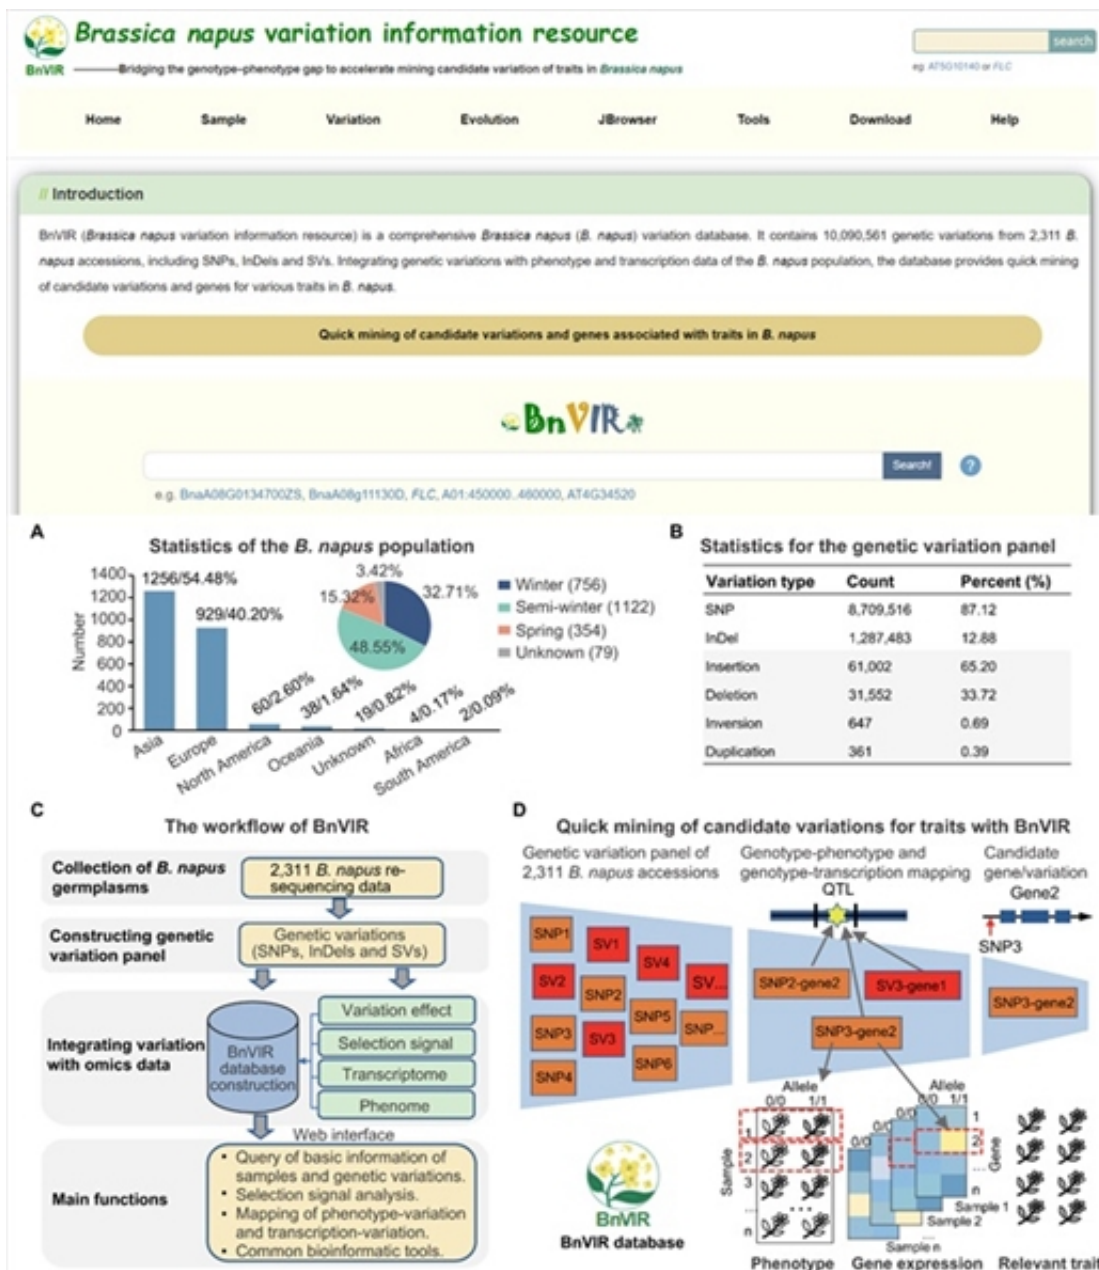 Brassica napus variation information resource
BnVIR
Bridging the genotype-phenotype gap to accelerate mining candidate variation of traits in Brassica napus
search
eg AT5G10140 or FLC
Home Sample Variation Evolution JBrowser Tools Download Help
// Introduction
BnVIR (Brassica napus variation information resource) is a comprehensive Brassica napus (B. napus) variation database. It contains 10,090,561 genetic variations from 2,311 B.
napus accessions, including SNPs, InDels and SVs. Integrating genetic variations with phenotype and transcription data of the B. napus population, the database provides quick mining
of candidate variations and genes for various traits in B. napus.
Quick mining of candidate variations and genes associated with traits in B. napus
BnVIR
Search!
?
e.g. BnaA08G0134700ZS, BnaA08g11130D, FLC, A01:450000..460000, AT4G34520
A
Statistics of the B. napus population
Number
1400
1200
1000
800
600
400
200
0
1256/54.48%
929/40.20%
60/2.60%
38/1.64%
19/0.82%
4/0.17%
2/0.09%
Asia
Europe
North America
Oceania
Unknown
Africa
South America
3.42%
15.32%
32.71%
48.55%
Winter (756)
Semi-winter (1122)
Spring (354)
Unknown (79)
B
Statistics for the genetic variation panel
Variation type Count Percent (%)
SNP 8,709,516 87.12
InDel 1,287,483 12.88
Insertion 61,002 65.20
Deletion 31,552 33.72
Inversion 647 0.69
Duplication 361 0.39
C
The workflow of BnVIR
Collection of B. napus
germplasms
2,311 B. napus re-
sequencing data
Constructing genetic
variation panel
Genetic variations
(SNPs, InDels and SVs)
Integrating variation
with omics data
BnVIR
database
construction
Variation effect
Selection signal
Transcriptome
Phenome
Web interface
Main functions
• Query of basic information of
samples and genetic variations.
• Selection signal analysis.
• Mapping of phenotype-variation
and transcription-variation.
• Common bioinformatic tools.
D
Quick mining of candidate variations for traits with BnVIR
Genetic variation panel of
2,311 B. napus accessions
Genotype-phenotype and
genotype-transcription mapping
QTL
Candidate
gene/variation
Gene2
SNP3
SNP1
SV1
SV4
SV2
SNP2
SV...
SNP3
SV3
SNP5
SNP...
SNP4
SNP6
SNP2-gene2
SV3-gene1
SNP3-gene2
SNP3-gene2
Allele
0/0 1/1
Sample
1
2
3
...
n
...
Phenotype
Allele
0/0 1/1
0/0
0/0
0/0
1
2
...
n
Gene
Sample 1
Sample 2
...
Sample n
Gene expression
Relevant trait
BnVIR
BnVIR database